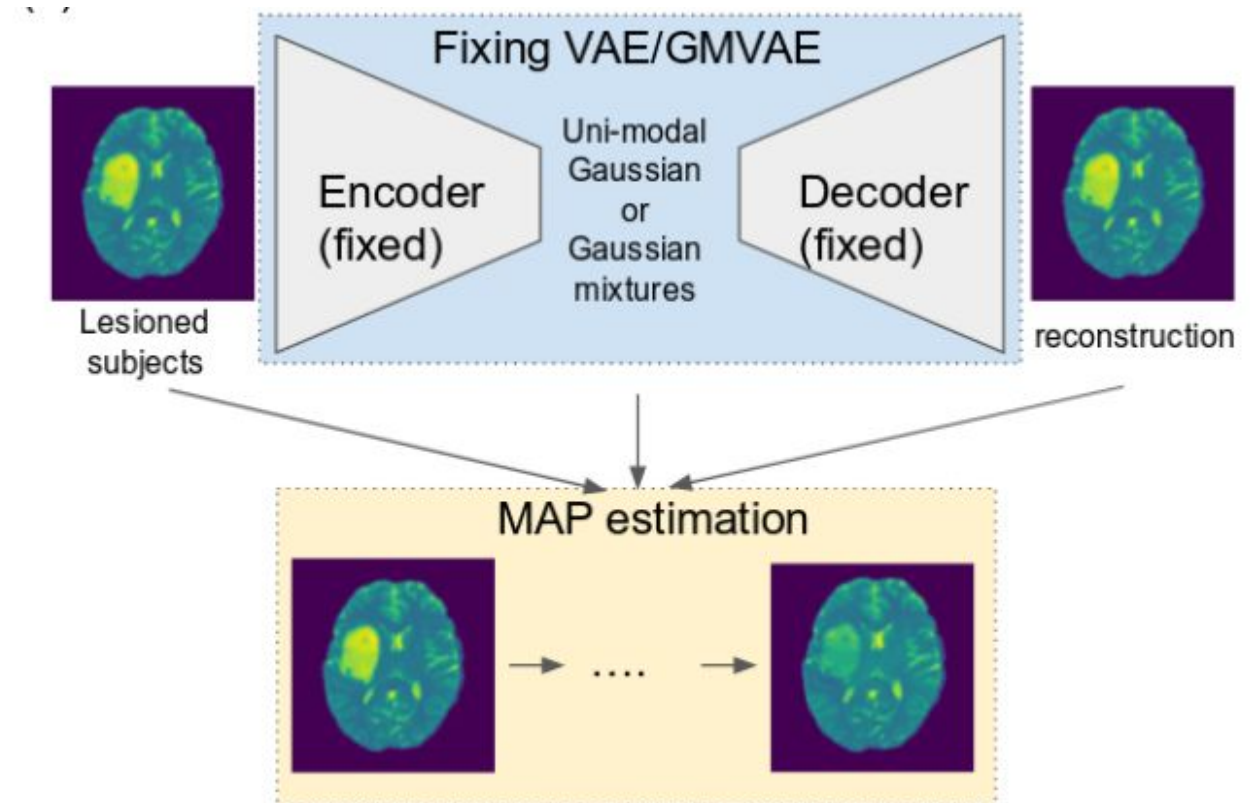 Fixing VAE/GMVAE
Encoder
(fixed)
Uni-modal
Gaussian
or
Gaussian
mixtures
Decoder
(fixed)
Lesioned
subjects
reconstruction
MAP estimation
....